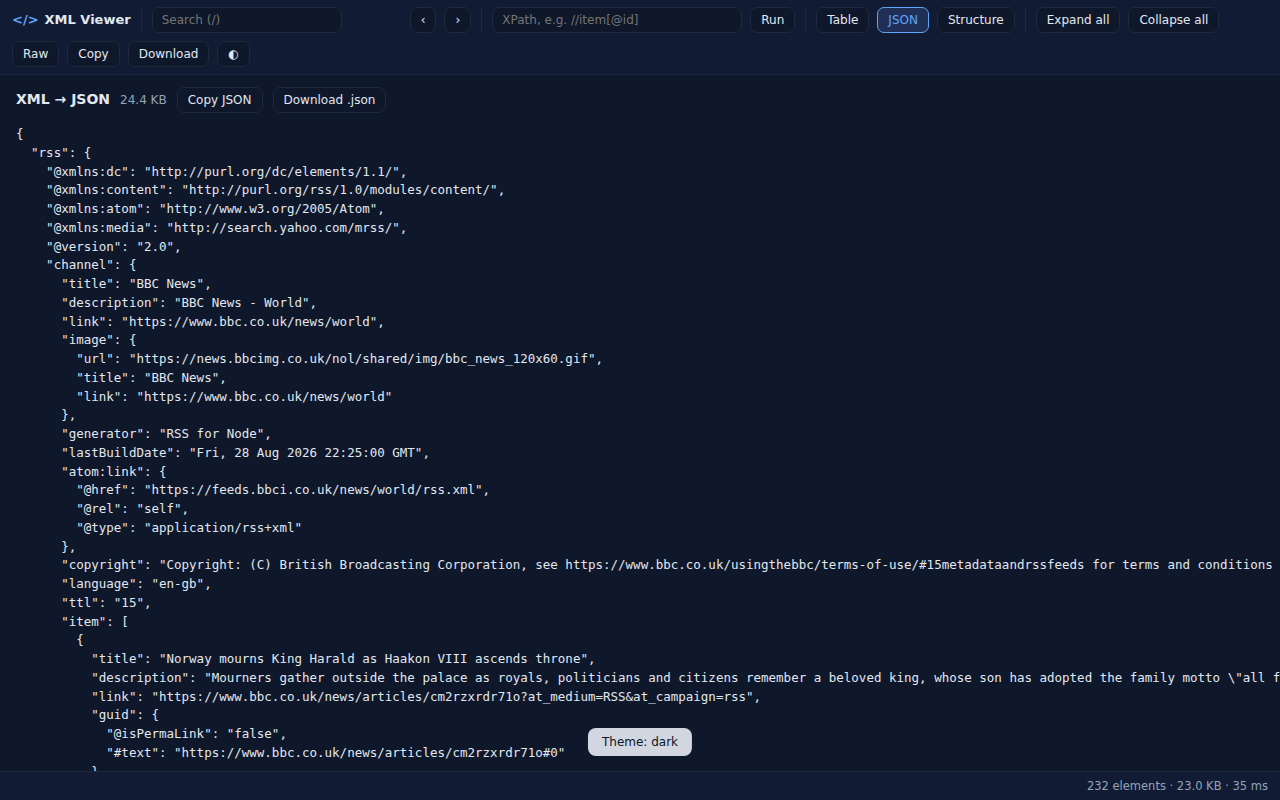 </> XML Viewer
Search (/)
‹ ›
XPath, e.g. //item[@id]
Run Table JSON Structure Expand all Collapse all
Raw Copy Download ◐
XML → JSON 24.4 KB Copy JSON Download .json
{
"rss": {
"@xmlns:dc": "http://purl.org/dc/elements/1.1/",
"@xmlns:content": "http://purl.org/rss/1.0/modules/content/",
"@xmlns:atom": "http://www.w3.org/2005/Atom",
"@xmlns:media": "http://search.yahoo.com/mrss/",
"@version": "2.0",
"channel": {
"title": "BBC News",
"description": "BBC News - World",
"link": "https://www.bbc.co.uk/news/world",
"image": {
"url": "https://news.bbcimg.co.uk/nol/shared/img/bbc_news_120x60.gif",
"title": "BBC News",
"link": "https://www.bbc.co.uk/news/world"
},
"generator": "RSS for Node",
"lastBuildDate": "Fri, 28 Aug 2026 22:25:00 GMT",
"atom:link": {
"@href": "https://feeds.bbci.co.uk/news/world/rss.xml",
"@rel": "self",
"@type": "application/rss+xml"
},
"copyright": "Copyright: (C) British Broadcasting Corporation, see https://www.bbc.co.uk/usingthebbc/terms-of-use/#15metadataandrssfeeds for terms and conditions
"language": "en-gb",
"ttl": "15",
"item": [
{
"title": "Norway mourns King Harald as Haakon VIII ascends throne",
"description": "Mourners gather outside the palace as royals, politicians and citizens remember a beloved king, whose son has adopted the family motto \"all f
"link": "https://www.bbc.co.uk/news/articles/cm2rzxrdr71o?at_medium=RSS&at_campaign=rss",
"guid": {
"@isPermaLink": "false",
"#text": "https://www.bbc.co.uk/news/articles/cm2rzxrdr71o#0"
}
Theme: dark
232 elements · 23.0 KB · 35 ms